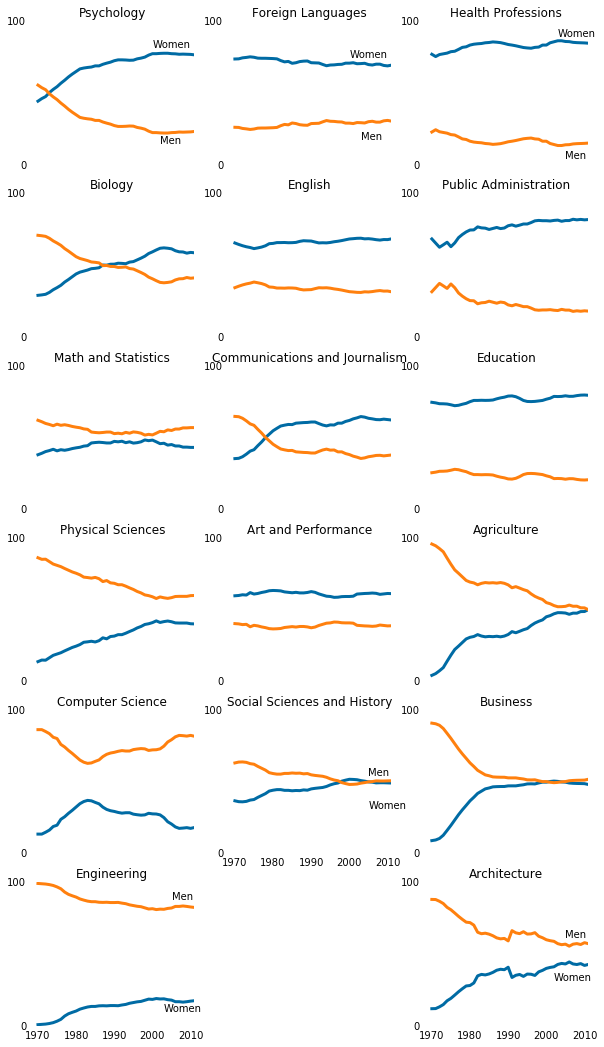 Psychology Foreign Languages Health Professions
100 100 100
Women Women Women
Men Men Men
0 0 0
Biology English Public Administration
100 100 100
0 0 0
Math and Statistics Communications and Journalism Education
100 100 100
0 0 0
Physical Sciences Art and Performance Agriculture
100 100 100
0 0 0
Computer Science Social Sciences and History Business
100 100 100
Men
Women
0 0 0
1970 1980 1990 2000 2010
Engineering Architecture
100 100
Men Men
Women Women
0 0
1970 1980 1990 2000 2010 1970 1980 1990 2000 2010